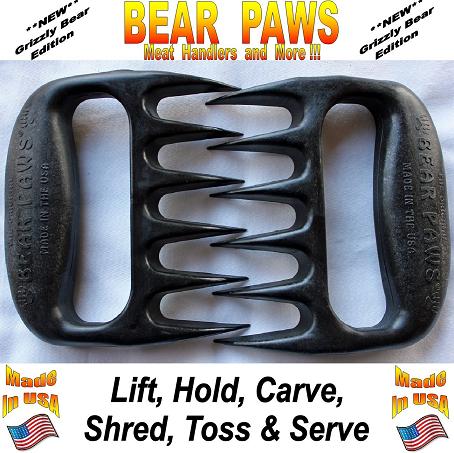 **NEW**
Grizzly Bear
Edition
BEAR PAWS
Meat Handlers and More !!!
**NEW**
Grizzly Bear
Edition
BEAR PAWS
MADE IN THE USA
BEAR PAWS
MADE IN THE USA
Made
In USA
Lift, Hold, Carve,
Shred, Toss & Serve
Made
In USA